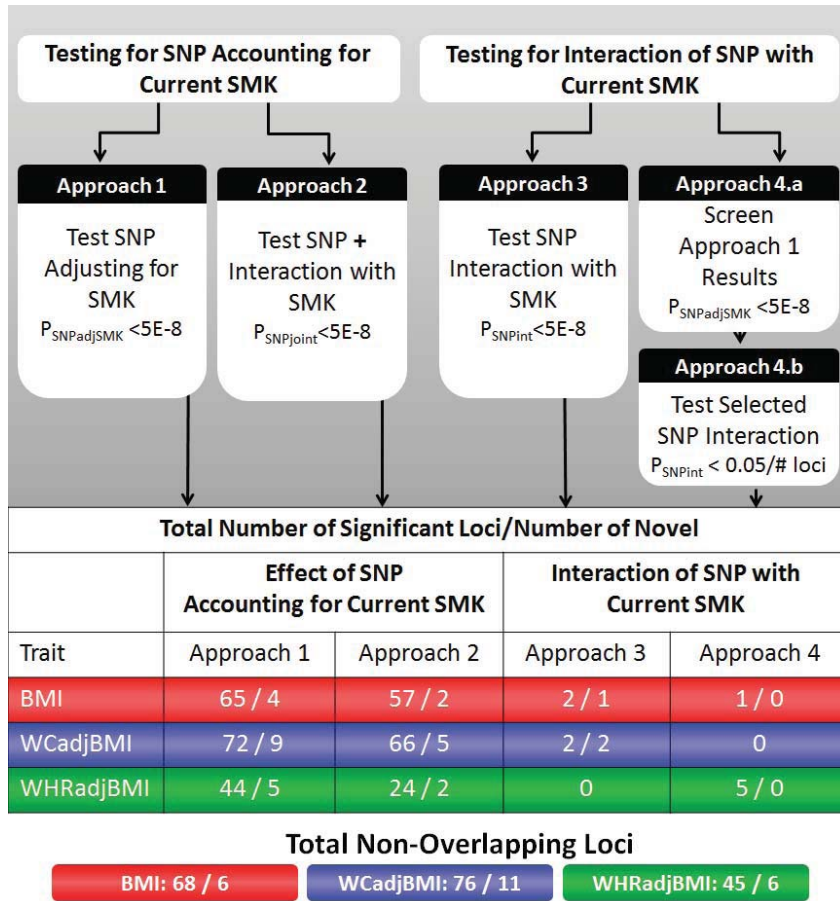 Testing for SNP Accounting for
Current SMK
Testing for Interaction of SNP with
Current SMK
Approach 1
Test SNP
Adjusting for
SMK
PSNPadjSMK <5E-8
Approach 2
Test SNP + 
Interaction with
SMK
PSNPjoint<5E-8
Approach 3
Test SNP
Interaction with
SMK
PSNPint<5E-8
Approach 4.a
Screen
Approach 1
Results
PSNPadjSMK <5E-8
Approach 4.b
Test Selected
SNP Interaction
PSNPint < 0.05/# loci
Total Number of Significant Loci/Number of Novel
Effect of SNP
Accounting for Current SMK
Interaction of SNP with
Current SMK
Trait Approach 1 Approach 2 Approach 3 Approach 4
BMI 65 / 4 57 / 2 2 / 1 1 / 0
WCadjBMI 72 / 9 66 / 5 2 / 2 0
WHRadjBMI 44 / 5 24 / 2 0 5 / 0
Total Non-Overlapping Loci
BMI: 68 / 6 WCadjBMI: 76 / 11 WHRadjBMI: 45 / 6